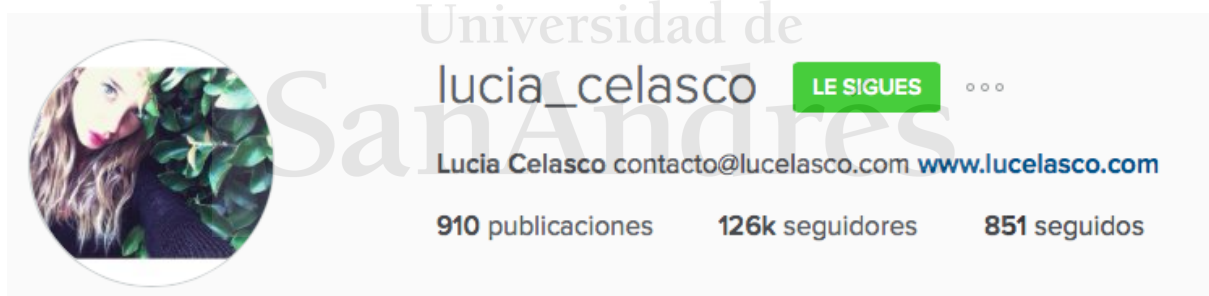 Universidad de
SanAndres
lucia_celasco LE SIGUES
Lucia Celasco contacto@lucelasco.com www.lucelasco.com
910 publicaciones 126k seguidores 851 seguidos